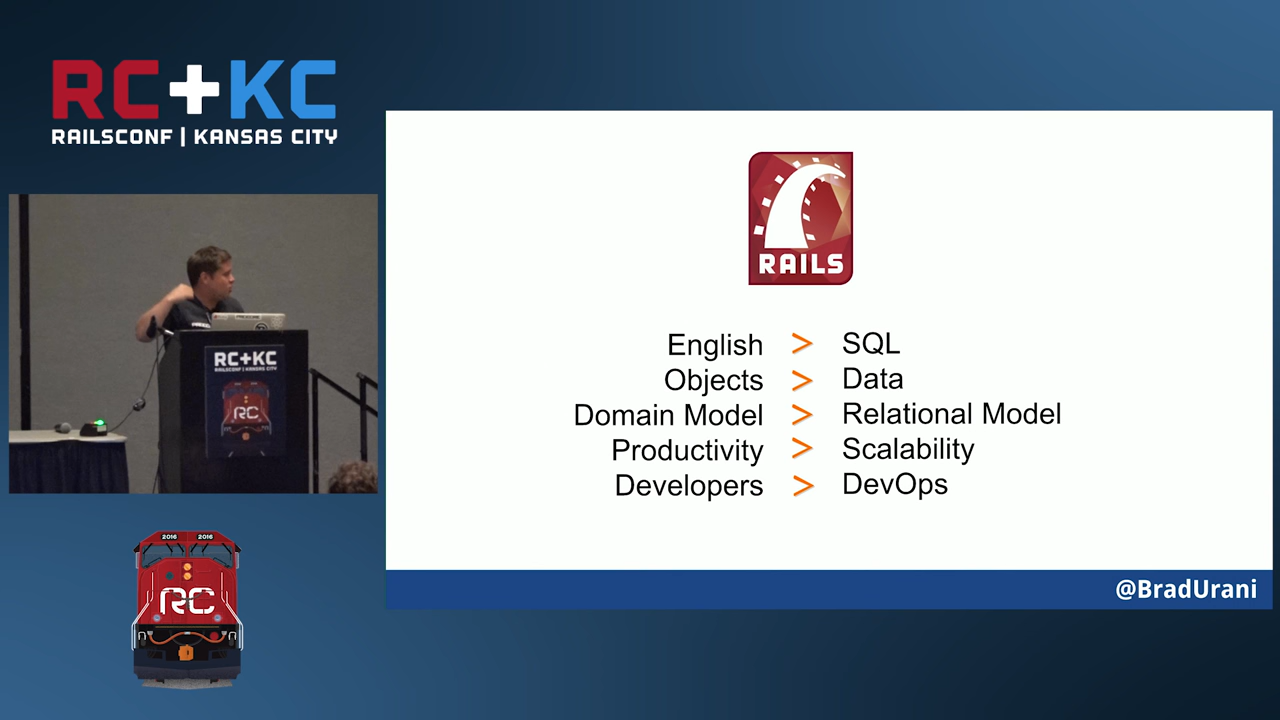 RC+KC
RAILSCONF | KANSAS CITY
RAILS
English > SQL
Objects > Data
Domain Model > Relational Model
Productivity > Scalability
Developers > DevOps
@BradUrani
RC+KC
RAILSCONF | KANSAS CITY
RC
2016 2016
RC